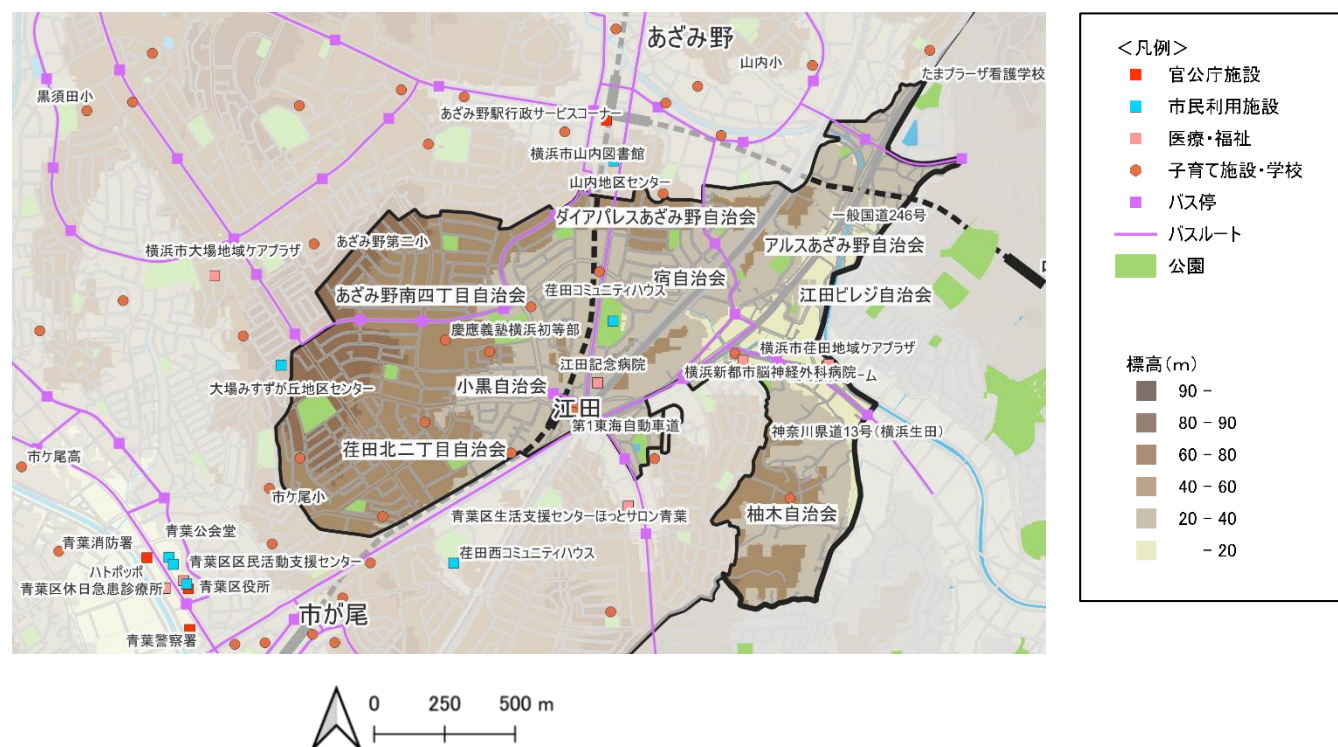 あざみ野
山内小
たまプラーザ看護学校
黒須田小
あざみ野駅行政サービスコーナー
横浜市山内図書館
山内地区センター
ダイアパレスあざみ野自治会
一般国道246号
あざみ野第二小
アルスあざみ野自治会
横浜市大場地域ケアプラザ
宿自治会
荏田コミュニティハウス
あざみ野南四丁目自治会
江田ビレジ自治会
慶應義塾横浜初等部
横浜市荏田地域ケアプラザ
江田記念病院
横浜新都市脳神経外科病院
ーム
大場みすずが丘地区センター
小黒自治会
江田
第1東海自動車道
神奈川県道13号(横浜生田)
荏田北二丁目自治会
市ケ尾高
市ケ尾小
青葉区生活支援センターほっとサロン青葉
柚木自治会
青葉公会堂
青葉消防署
青葉区区民活動支援センター
荏田西コミュニティハウス
ハトポッポ
青葉区休日急患診療所
青葉区役所
市が尾
青葉警察署
<凡例>
官公庁施設
市民利用施設
医療・福祉
子育て施設・学校
バス停
バスルート
公園
標高(m)
90 -
80 - 90
60 - 80
40 - 60
20 - 40
- 20
0 250 500 m